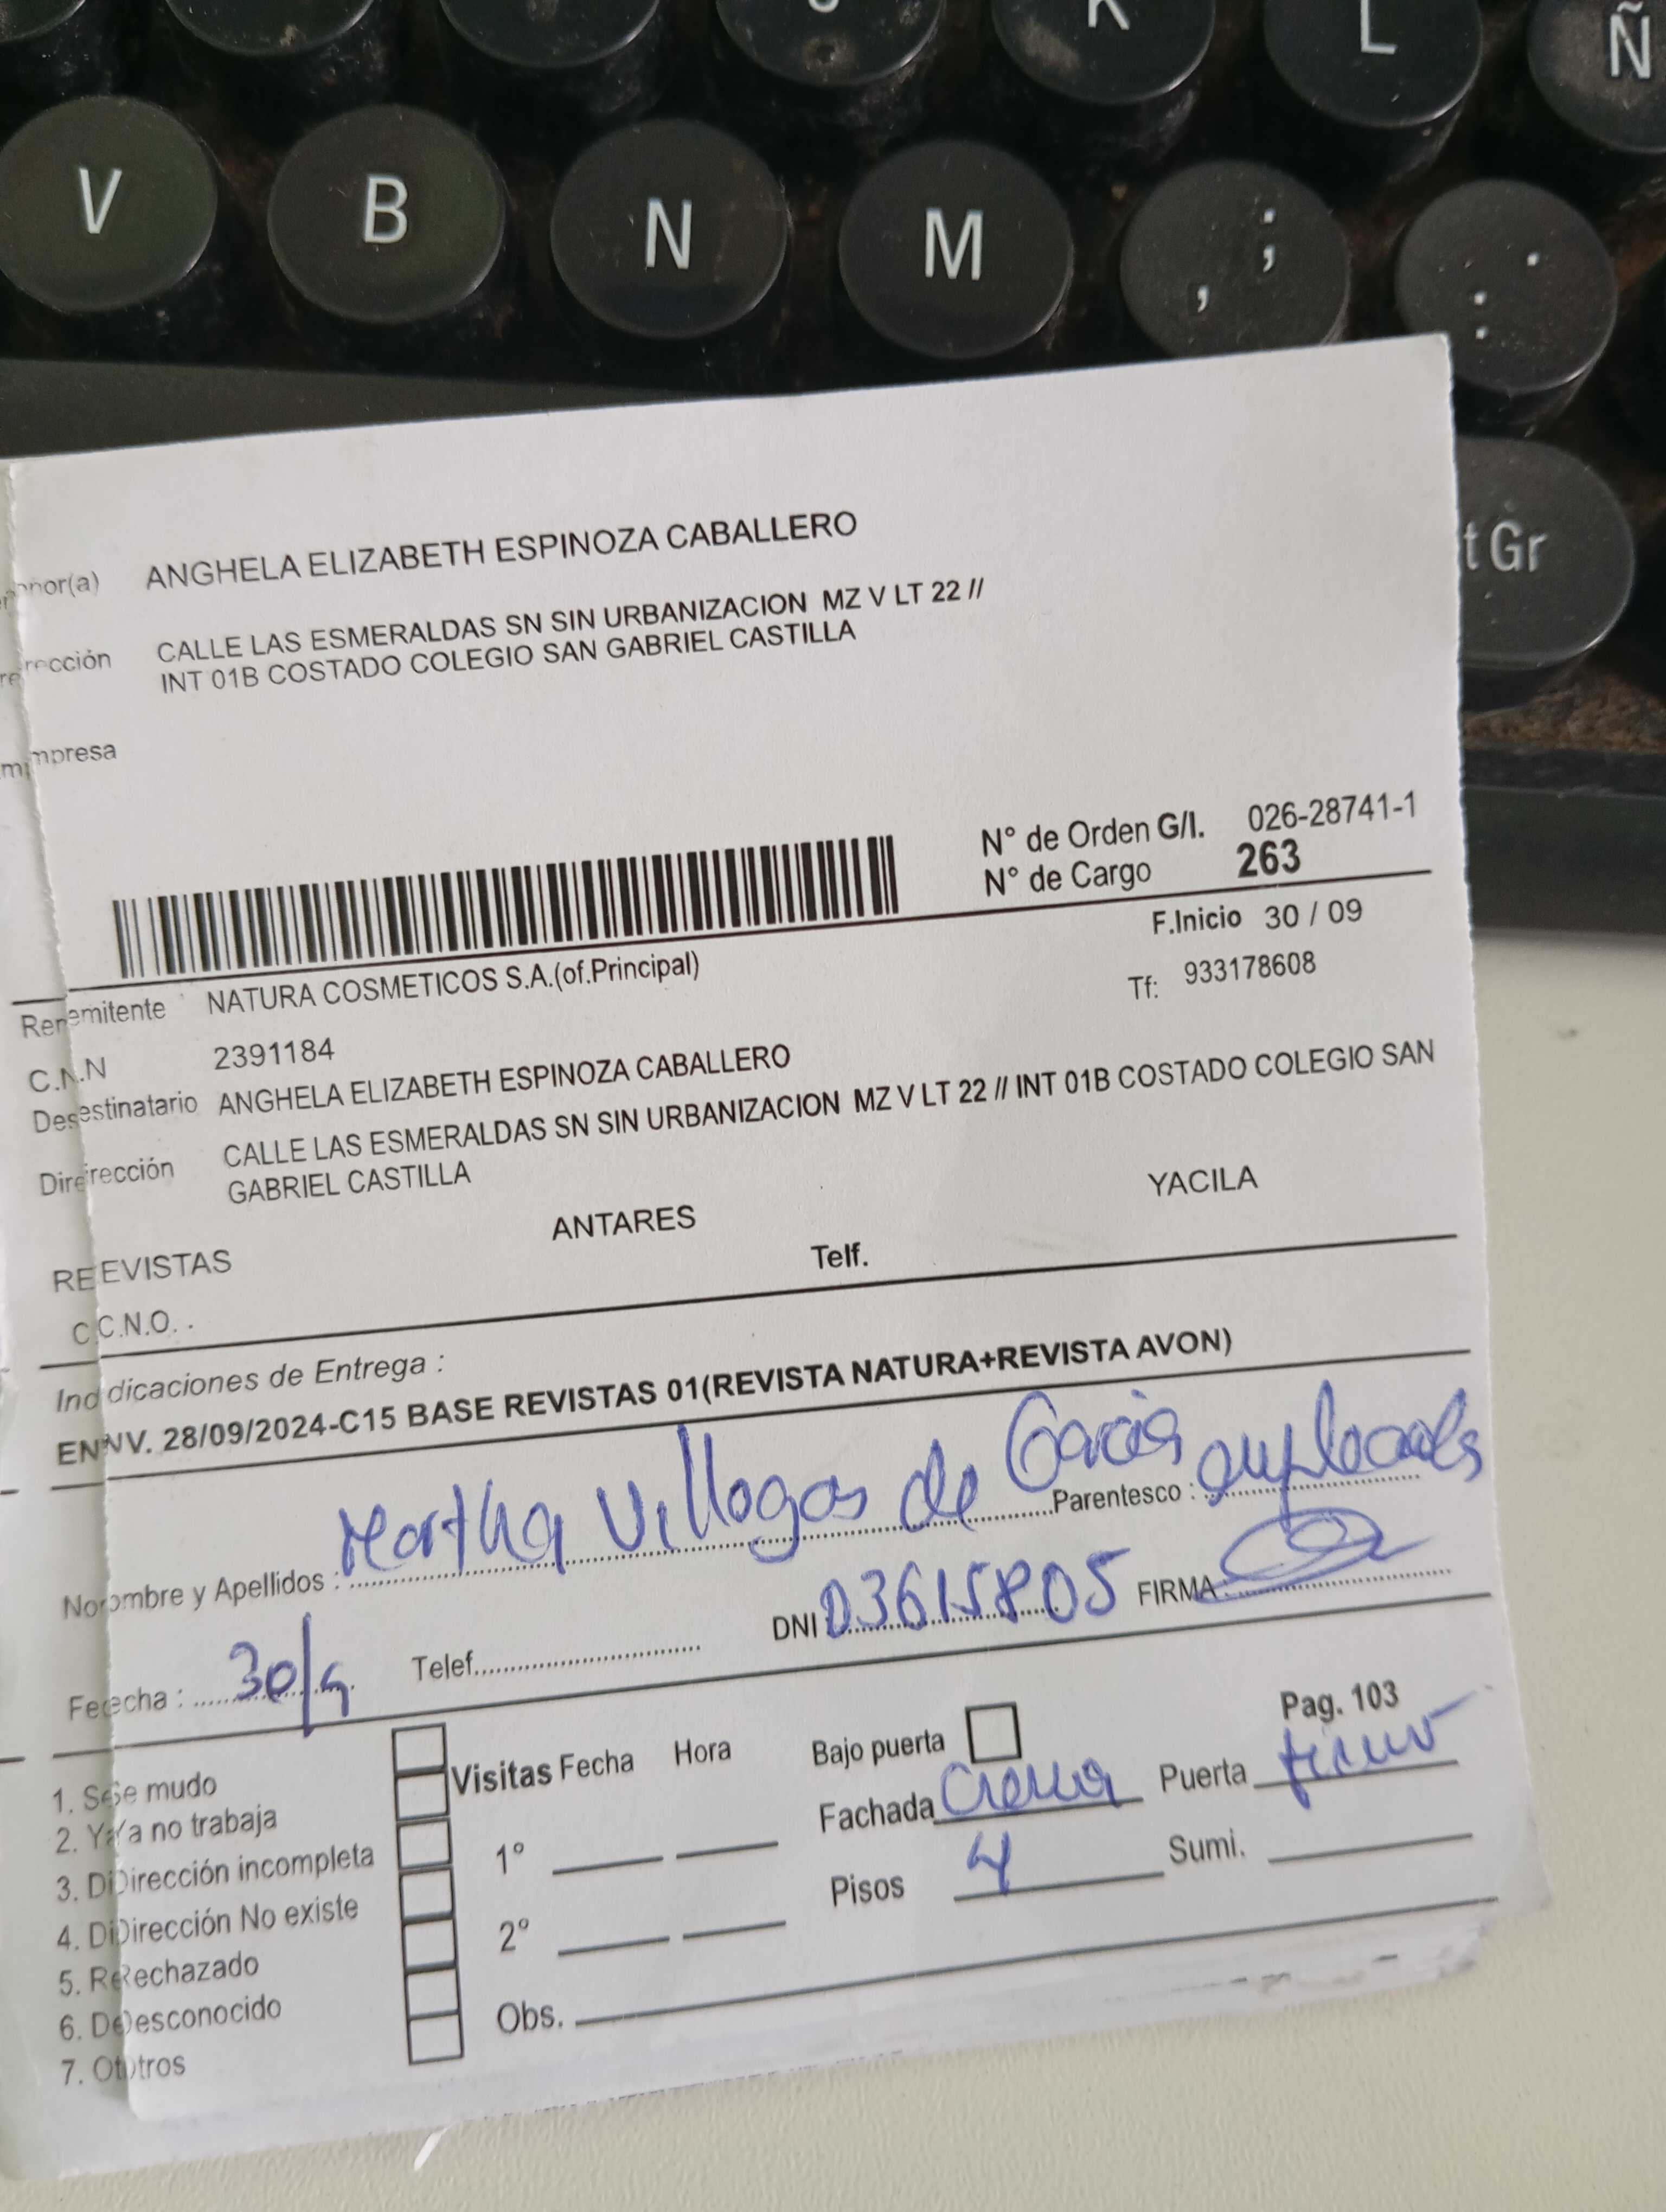 K L Ñ
V B N M , ; . :
t Gr
ANGHELA ELIZABETH ESPINOZA CABALLERO
CALLE LAS ESMERALDAS SN SIN URBANIZACION MZ V LT 22 //
INT 01B COSTADO COLEGIO SAN GABRIEL CASTILLA
mpresa
N° de Orden G/I. 026-28741-1
N° de Cargo 263
F.Inicio 30 / 09
Remitente NATURA COSMETICOS S.A.(of.Principal)
Tf: 933178608
C.N.N 2391184
Destinatario ANGHELA ELIZABETH ESPINOZA CABALLERO
Dirección CALLE LAS ESMERALDAS SN SIN URBANIZACION MZ V LT 22 // INT 01B COSTADO COLEGIO SAN
GABRIEL CASTILLA
REVISTAS ANTARES YACILA
C.N.O. . Telf.
Indicaciones de Entrega :
ENV. 28/09/2024-C15 BASE REVISTAS 01(REVISTA NATURA+REVISTA AVON)
Nombre y Apellidos : Martha Villegas de Garcia Parentesco : empleada
Fecha : 30/9 Telef. DNI 03615805 FIRMA
Pag. 103
1. Se mudo
2. Ya no trabaja
3. Dirección incompleta
4. Dirección No existe
5. Rechazado
6. Desconocido
7. Otros
Visitas Fecha Hora
1°
2°
Obs.
Bajo puerta
Fachada Crema Puerta
Pisos 4 Sumi.